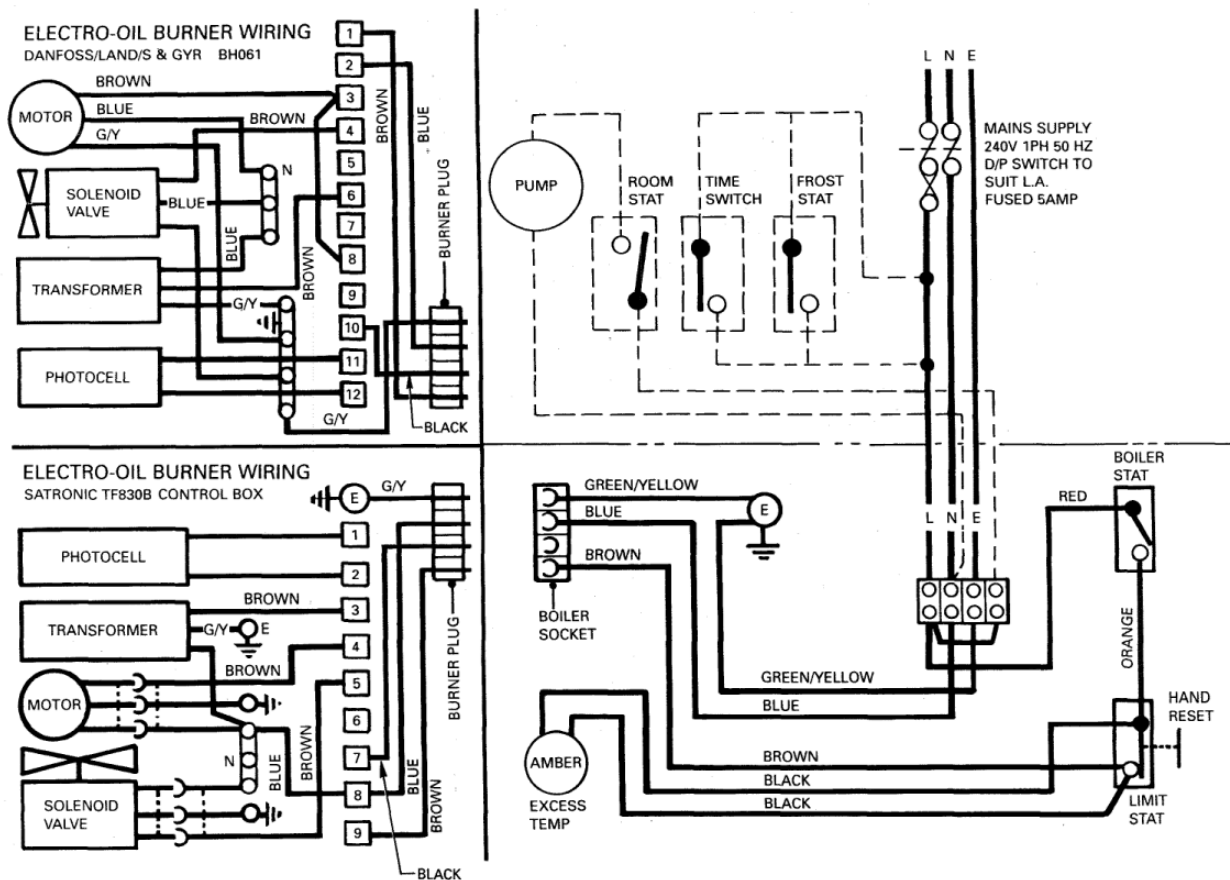 ELECTRO-OIL BURNER WIRING
DANFOSS/LAND/S & GYR BH061
BROWN
MOTOR
BLUE
G/Y
BROWN
N
SOLENOID
VALVE
BLUE
BLUE
BROWN
TRANSFORMER
G/Y
PHOTOCELL
G/Y
1
2
3
4
5
6
7
8
9
10
11
12
BROWN
BLUE
BURNER PLUG
BLACK
L N E
MAINS SUPPLY
240V 1PH 50 HZ
D/P SWITCH TO
SUIT L.A.
FUSED 5AMP
PUMP
ROOM
STAT
TIME
SWITCH
FROST
STAT
ELECTRO-OIL BURNER WIRING
SATRONIC TF830B CONTROL BOX
E
G/Y
PHOTOCELL
BROWN
TRANSFORMER
G/Y
E
BROWN
MOTOR
N
BLUE
BROWN
SOLENOID
VALVE
1
2
3
4
5
6
7
8
9
BLUE
BROWN
BURNER PLUG
BLACK
GREEN/YELLOW
BLUE
BROWN
E
BOILER
SOCKET
L N E
RED
BOILER
STAT
ORANGE
GREEN/YELLOW
BLUE
HAND
RESET
AMBER
EXCESS
TEMP
BROWN
BLACK
BLACK
LIMIT
STAT